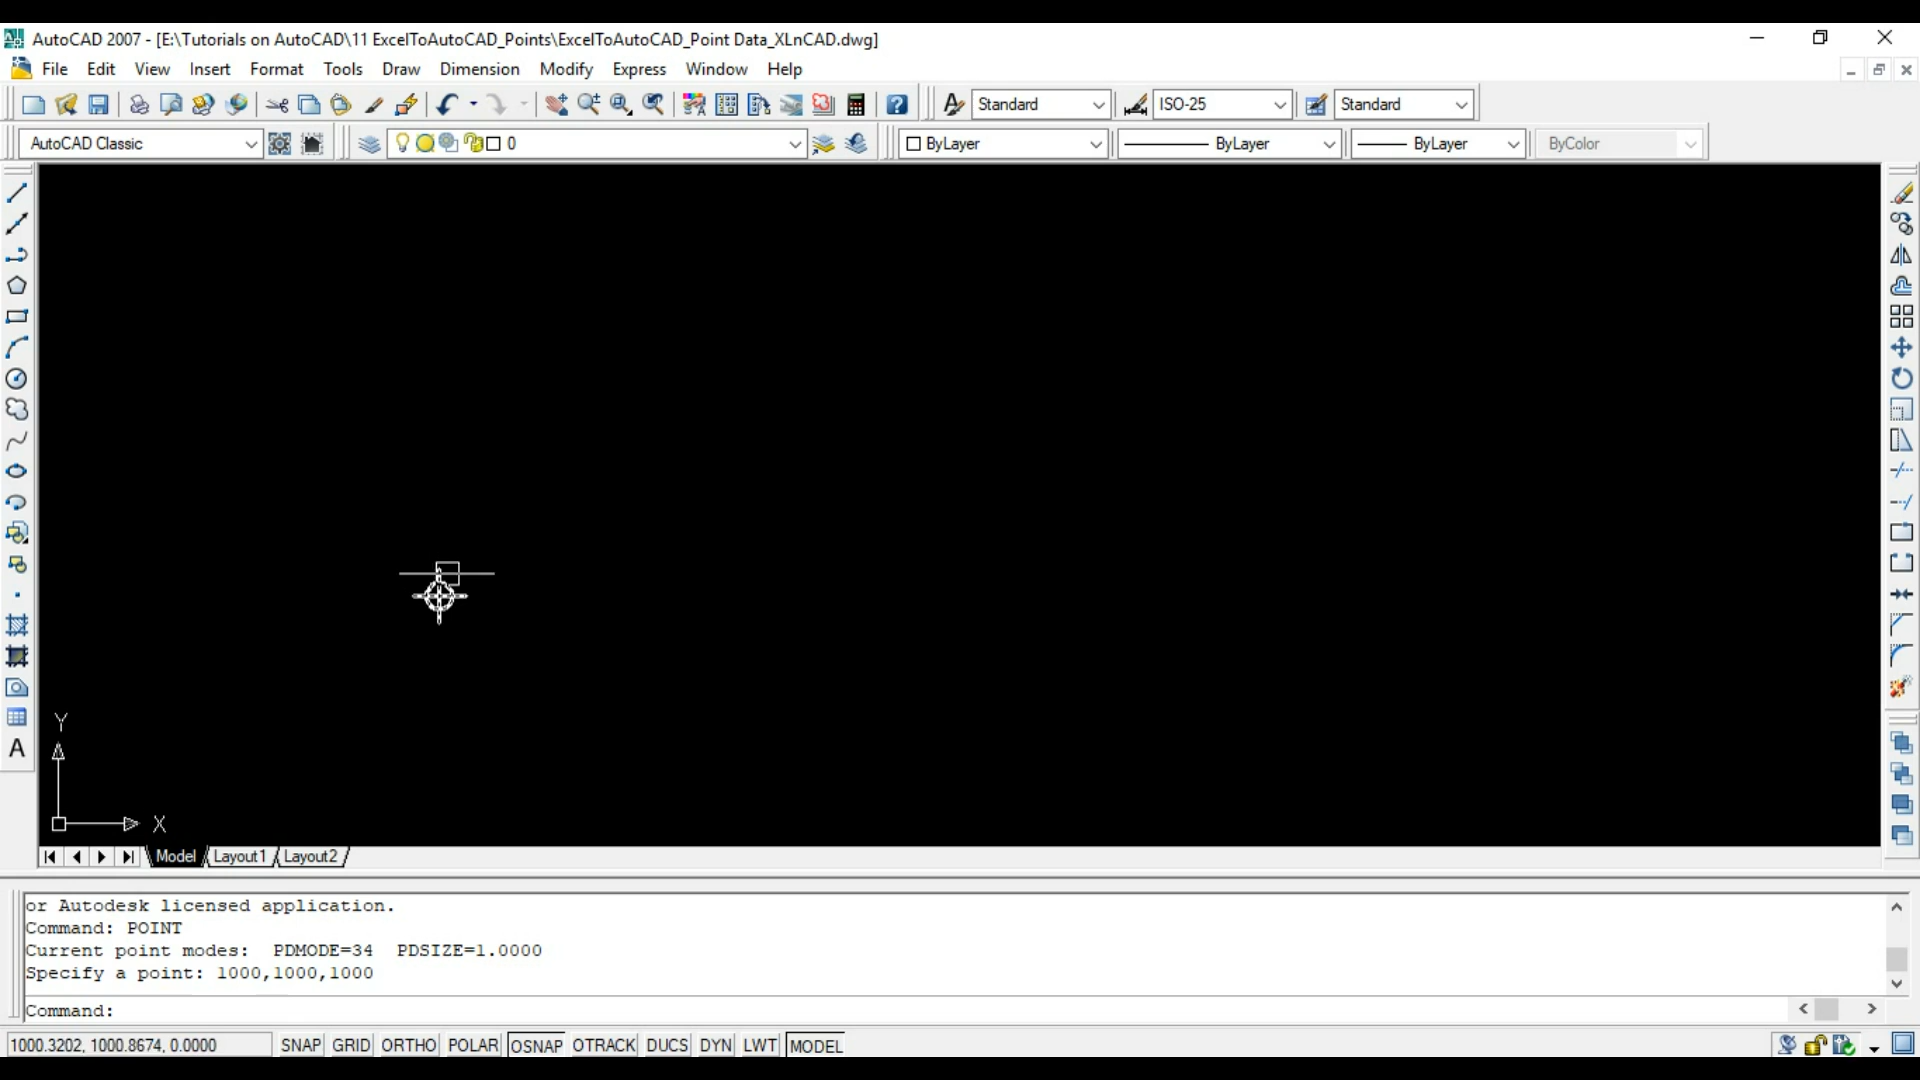 AutoCAD 2007 - [E:\Tutorials on AutoCAD\11 ExcelToAutoCAD_Points\ExcelToAutoCAD_Point Data_XLnCAD.dwg]
File Edit View Insert Format Tools Draw Dimension Modify Express Window Help
Standard ISO-25 Standard
AutoCAD Classic 0 ByLayer ByLayer ByLayer ByColor
A
Y
X
Model Layout1 Layout2
or Autodesk licensed application.
Command: POINT
Current point modes: PDMODE=34 PDSIZE=1.0000
Specify a point: 1000,1000,1000
Command:
1000.3202, 1000.8674, 0.0000 SNAP GRID ORTHO POLAR OSNAP OTRACK DUCS DYN LWT MODEL